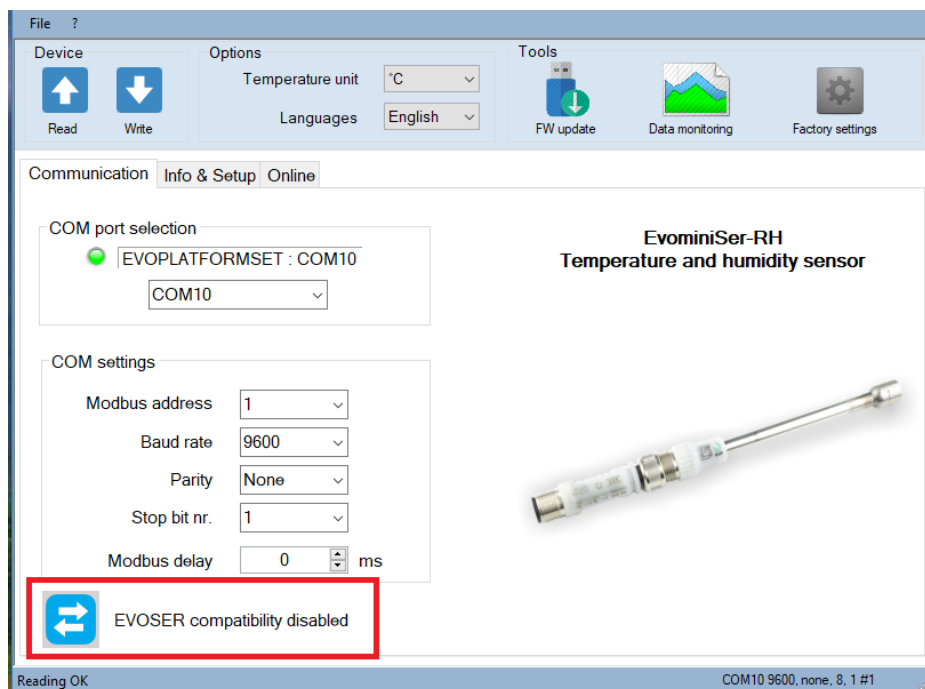 File ?
Device
Options
Tools
Temperature unit
°C
Languages
English
Read
Write
FW update
Data monitoring
Factory settings
Communication
Info & Setup
Online
COM port selection
EVOPLATFORMSET : COM10
COM10
EvominiSer-RH
Temperature and humidity sensor
COM settings
Modbus address
1
Baud rate
9600
Parity
None
Stop bit nr.
1
Modbus delay
0
ms
EVOSER compatibility disabled
Reading OK
COM10 9600, none, 8, 1 #1